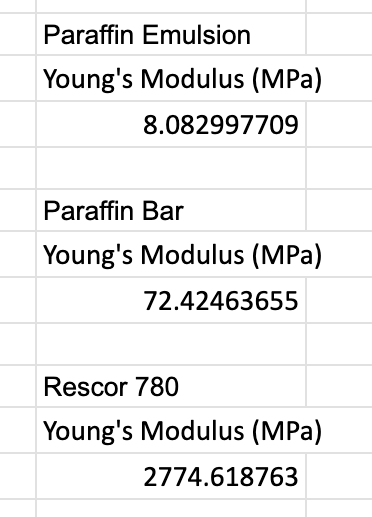 Paraffin Emulsion
Young's Modulus (MPa)
8.082997709
Paraffin Bar
Young's Modulus (MPa)
72.42463655
Rescor 780
Young's Modulus (MPa)
2774.618763